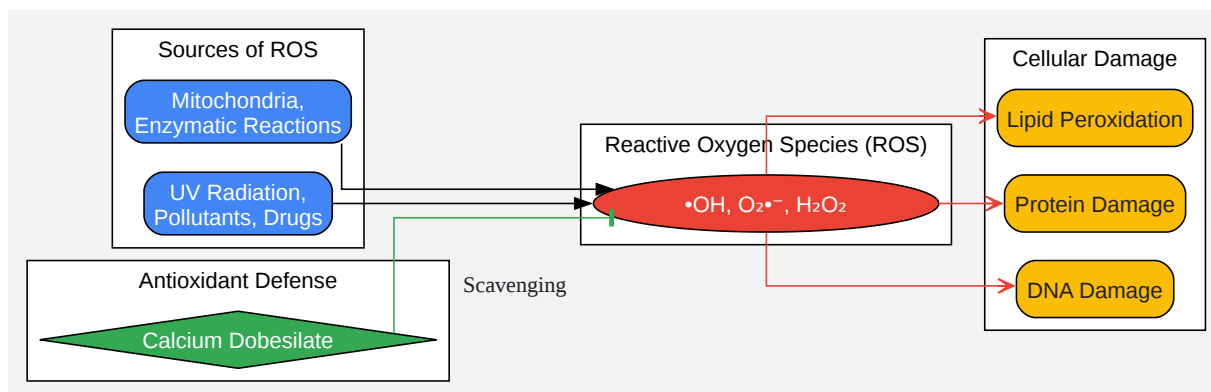 Sources of ROS
Mitochondria,
Enzymatic Reactions
UV Radiation,
Pollutants, Drugs
Antioxidant Defense
Calcium Dobesilate
Scavenging
Reactive Oxygen Species (ROS)
•OH, O₂•⁻, H₂O₂
Cellular Damage
Lipid Peroxidation
Protein Damage
DNA Damage